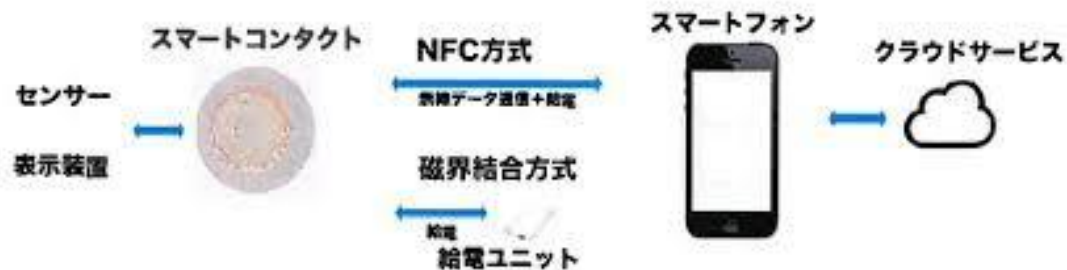 スマートコンタクト
センサー
表示装置
NFC方式
無線データ通信+給電
磁界結合方式
給電
給電ユニット
スマートフォン
クラウドサービス